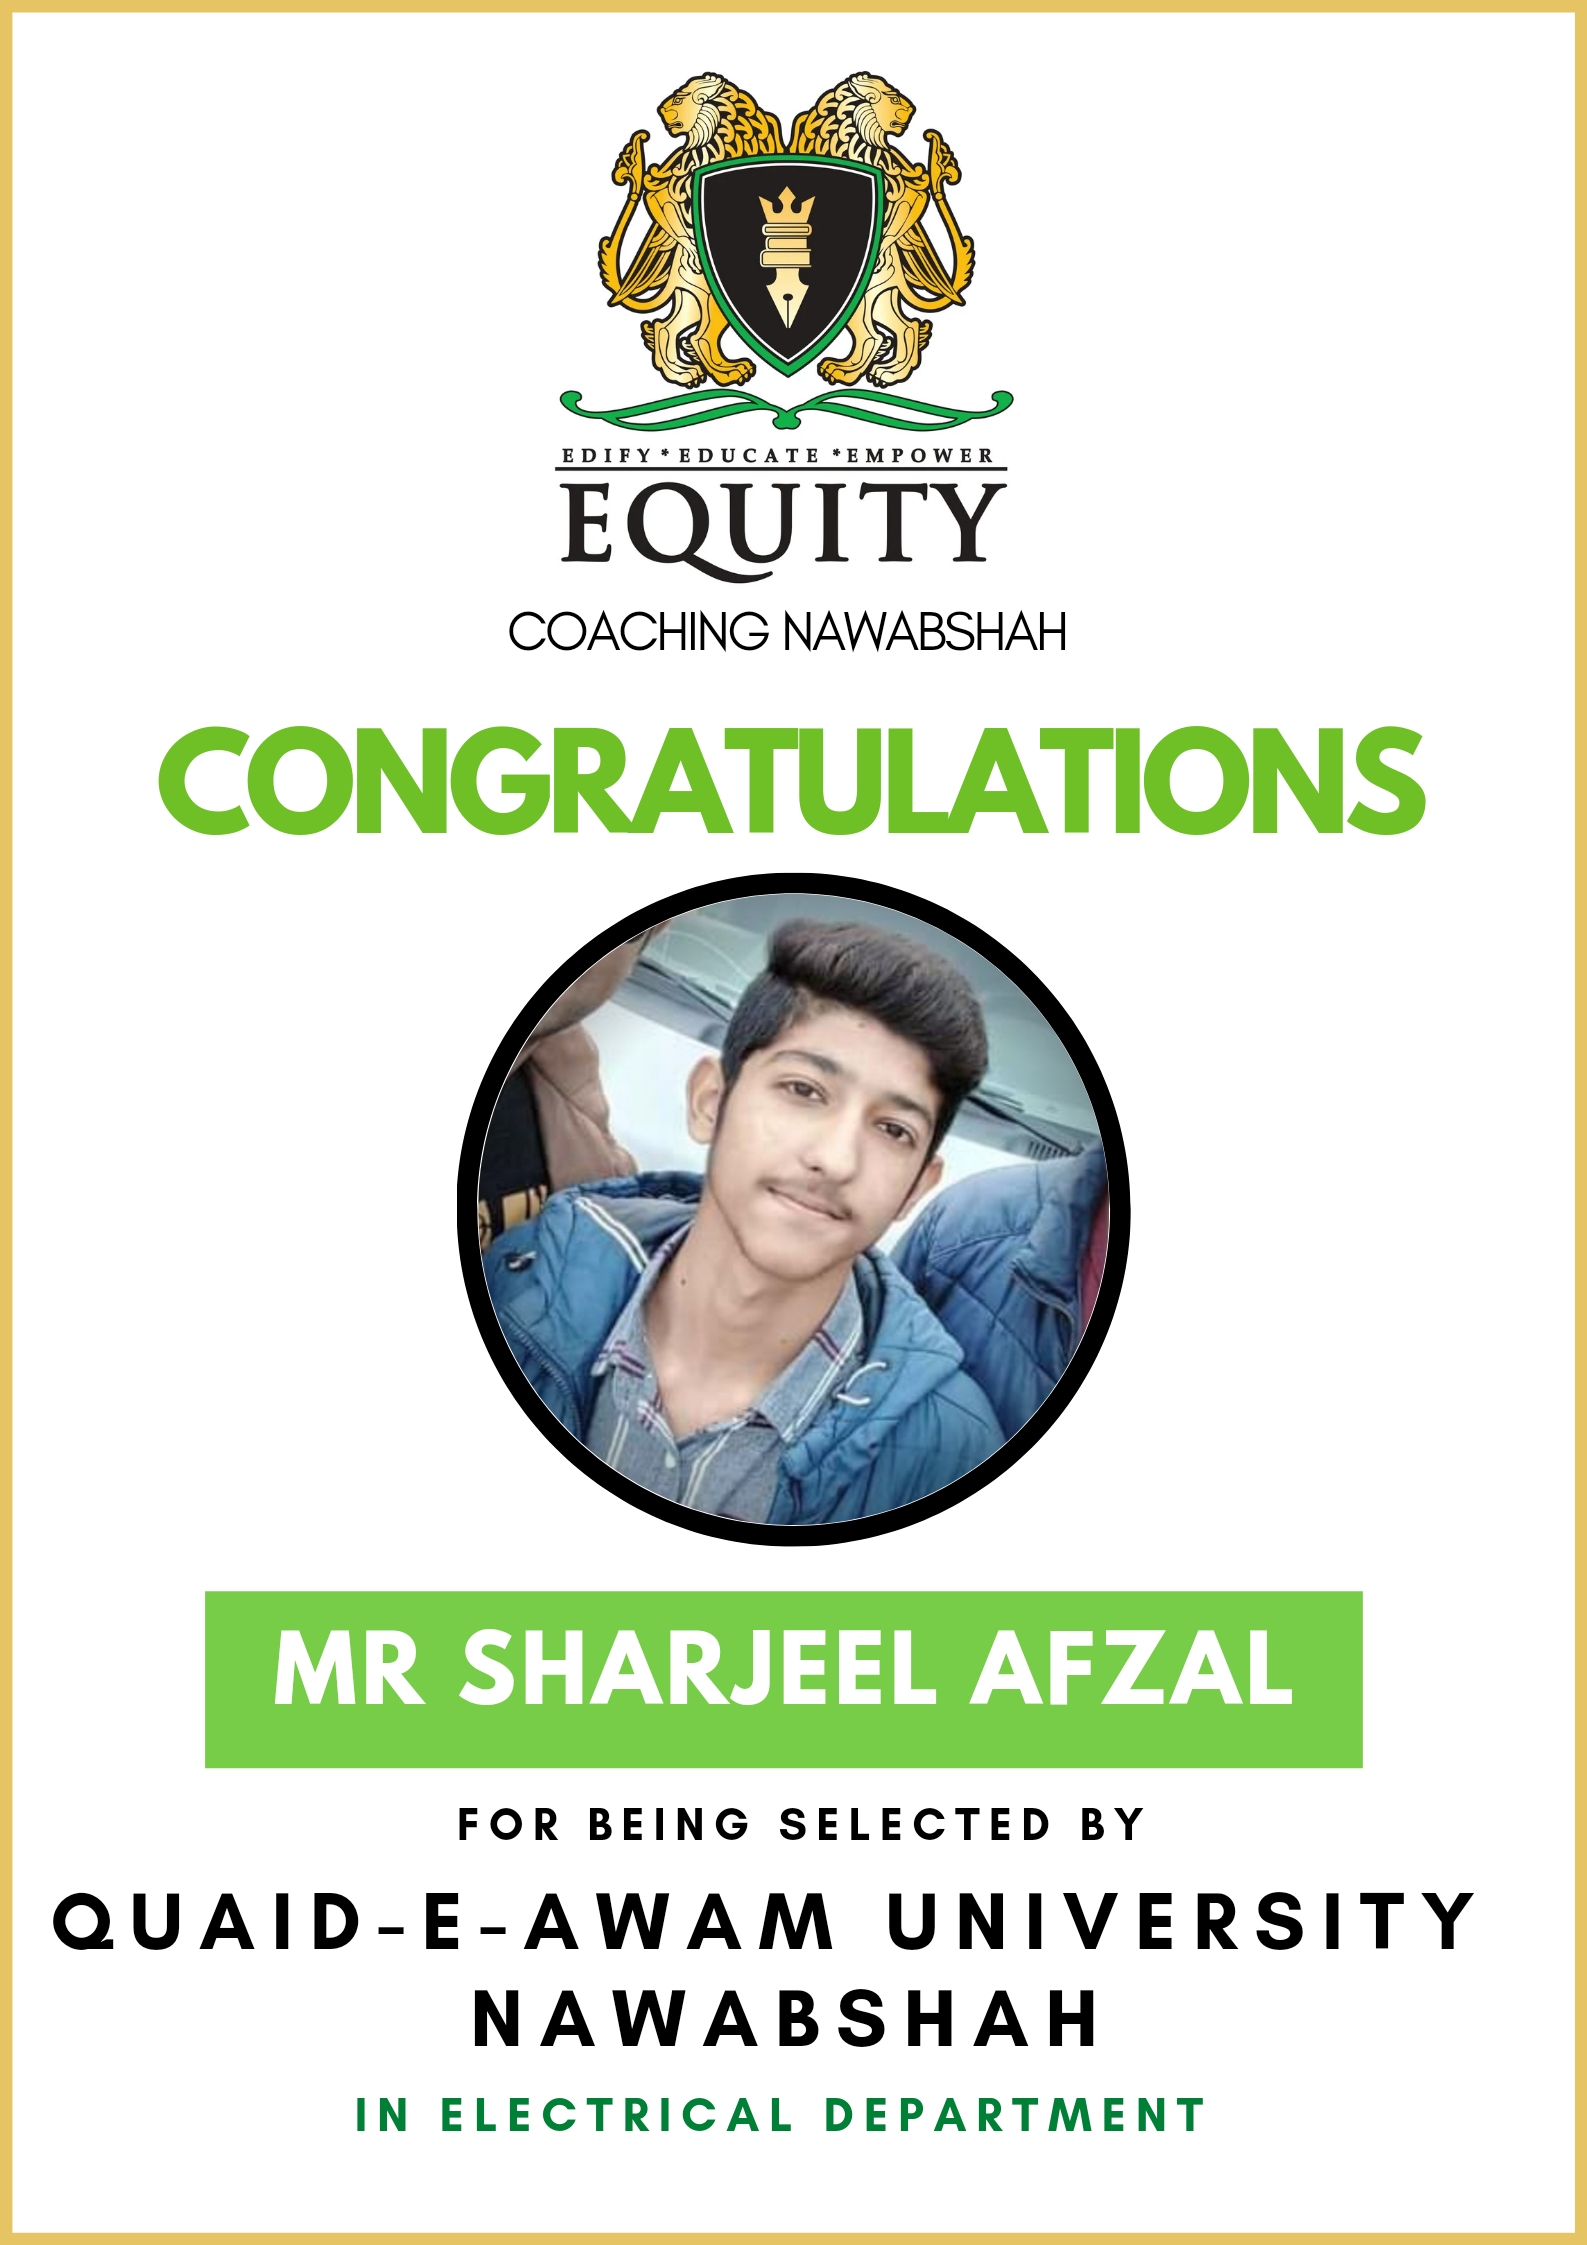 EDIFY*EDUCATE *EMPOWER
EQUITY
COACHING NAWABSHAH
CONGRATULATIONS
MR SHARJEEL AFZAL
FOR BEING SELECTED BY
QUAID-E-AWAM UNIVERSITY
NAWABSHAH
IN ELECTRICAL DEPARTMENT